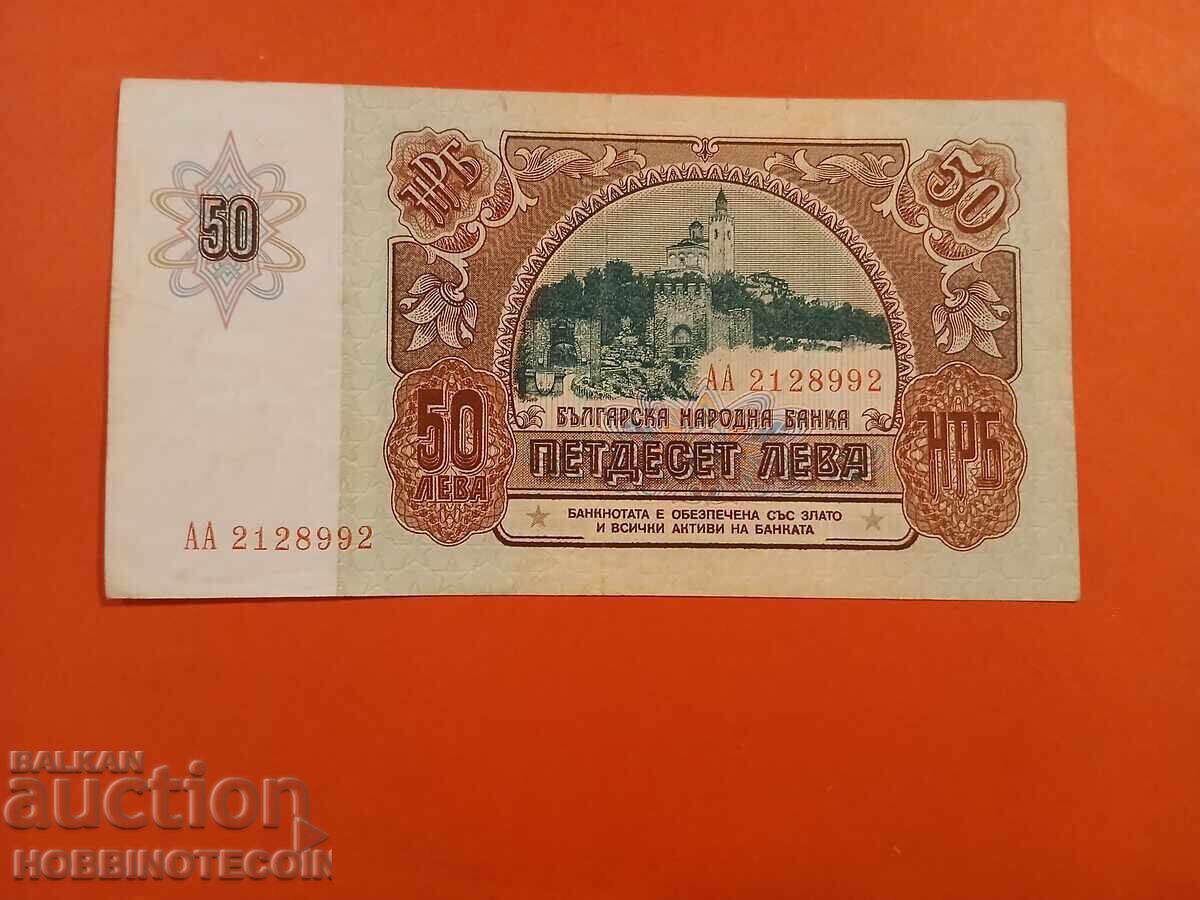 НРБ
50
50
АА 2128992
БЪЛГАРСКА НАРОДНА БАНКА
ПЕТДЕСЕТ ЛЕВА
50
ЛЕВА
НРБ
БАНКНОТАТА Е ОБЕЗПЕЧЕНА СЪС ЗЛАТО
И ВСИЧКИ АКТИВИ НА БАНКАТА
АА 2128992
BALKAN
auction
HOBBINOTECOIN